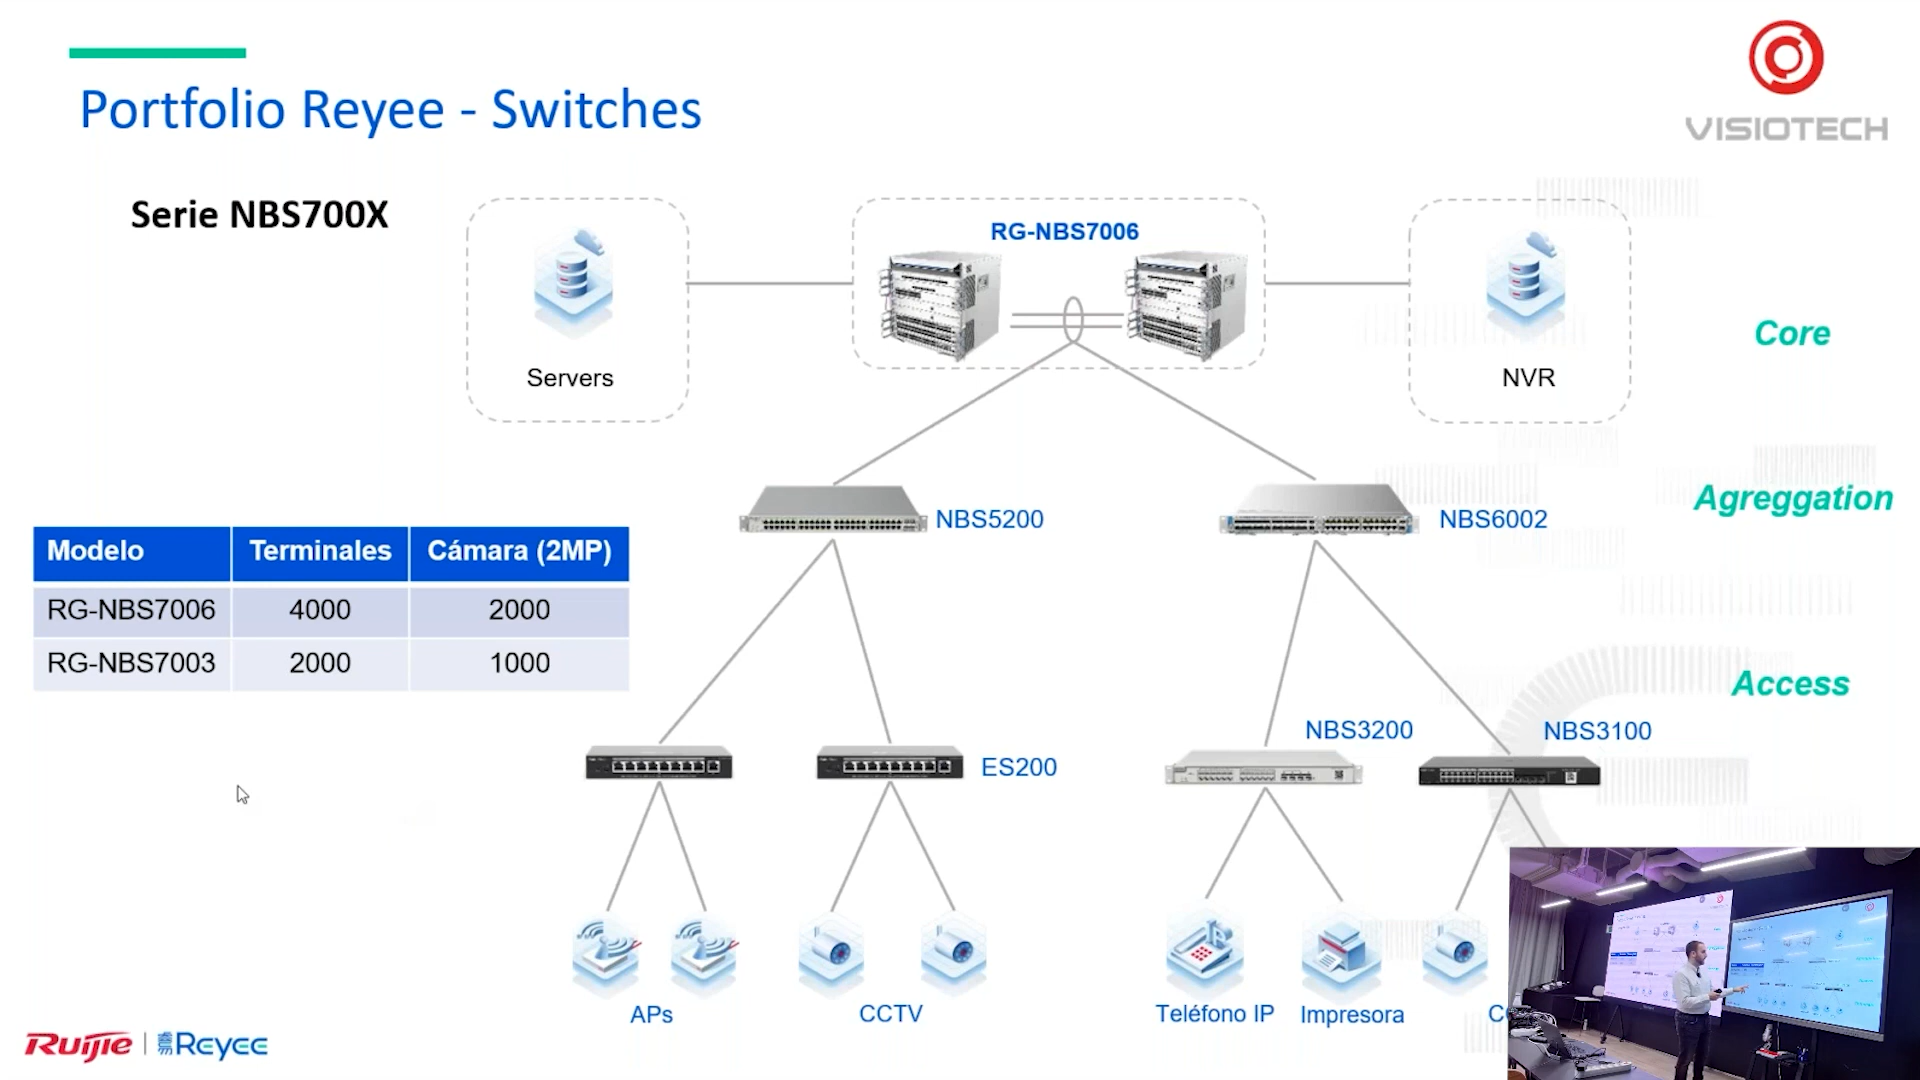 Portfolio Reyee - Switches
VISIOTECH
Serie NBS700X
RG-NBS7006
Servers
NVR
Core
NBS5200
NBS6002
Agreggation
Modelo Terminales Cámara (2MP)
RG-NBS7006 4000 2000
RG-NBS7003 2000 1000
Access
NBS3200
NBS3100
ES200
APs
CCTV
Teléfono IP
Impresora
Ruijie | Reyee